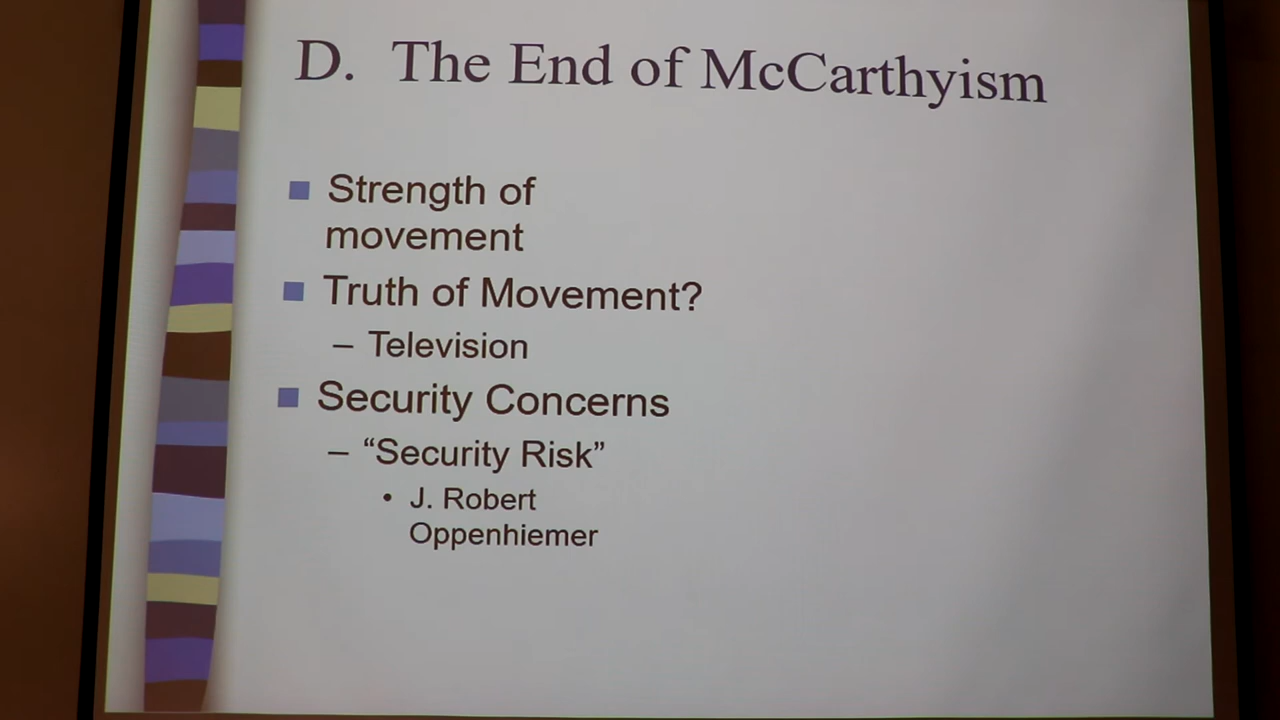 D. The End of McCarthyism
Strength of
movement
Truth of Movement?
– Television
Security Concerns
– “Security Risk”
• J. Robert
Oppenhiemer